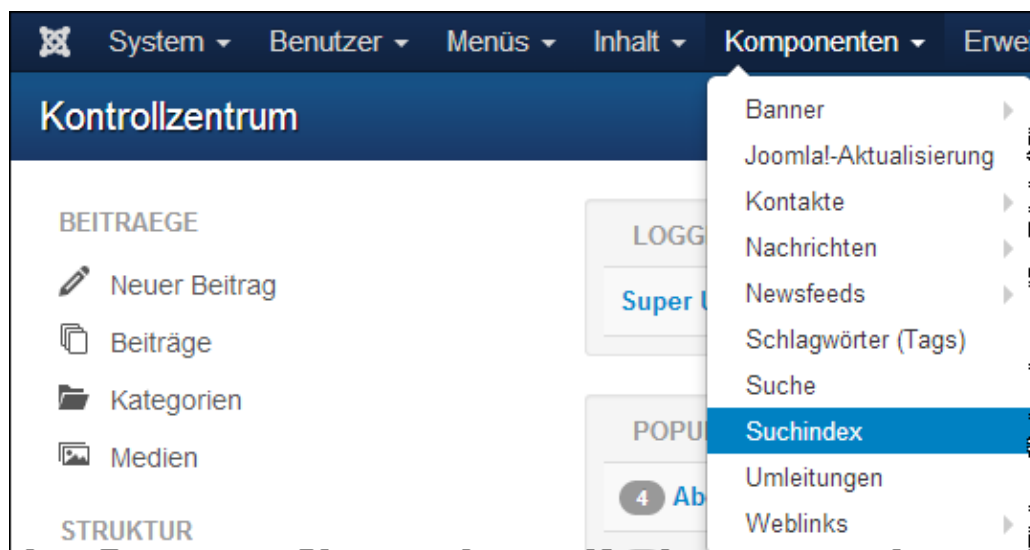 System Benutzer Menüs Inhalt Komponenten
Kontrollzentrum
BEITRAEGE
Neuer Beitrag
Beiträge
Kategorien
Medien
STRUKTUR
Super
4
Banner
Joomla!-Aktualisierung
Kontakte
Nachrichten
Newsfeeds
Schlagwörter (Tags)
Suche
Suchindex
Umleitungen
Weblinks